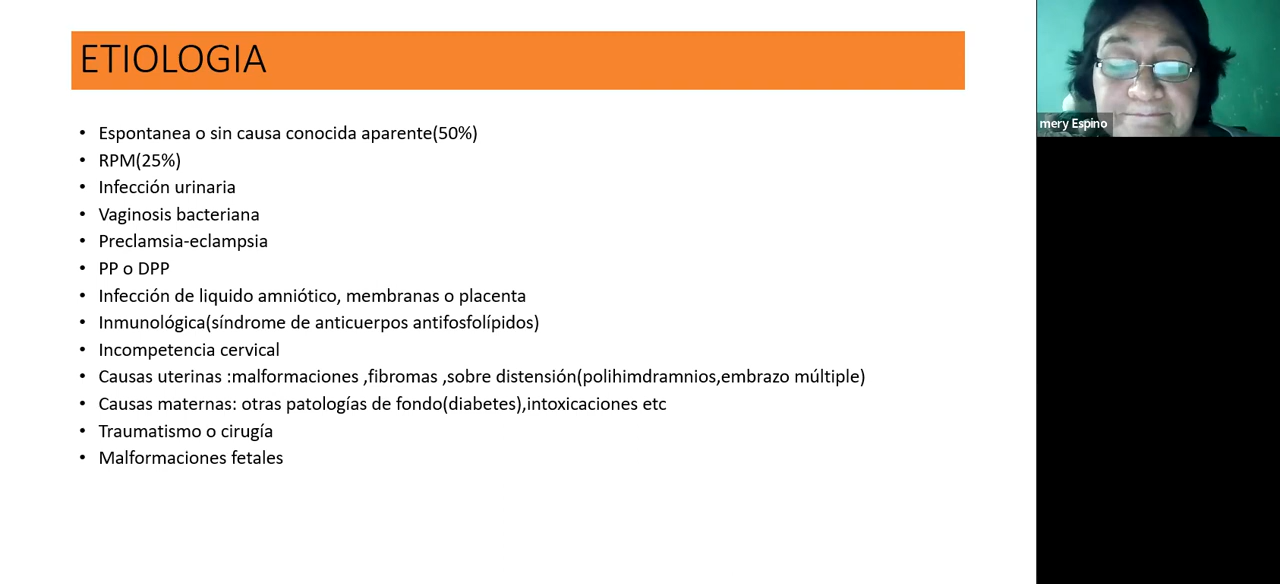 ETIOLOGIA
• Espontanea o sin causa conocida aparente(50%)
• RPM(25%)
• Infección urinaria
• Vaginosis bacteriana
• Preclamsia-eclampsia
• PP o DPP
• Infección de liquido amniótico, membranas o placenta
• Inmunológica(síndrome de anticuerpos antifosfolípidos)
• Incompetencia cervical
• Causas uterinas :malformaciones ,fibromas ,sobre distensión(polihimdramnios,embrazo múltiple)
• Causas maternas: otras patologías de fondo(diabetes),intoxicaciones etc
• Traumatismo o cirugía
• Malformaciones fetales
mery Espino